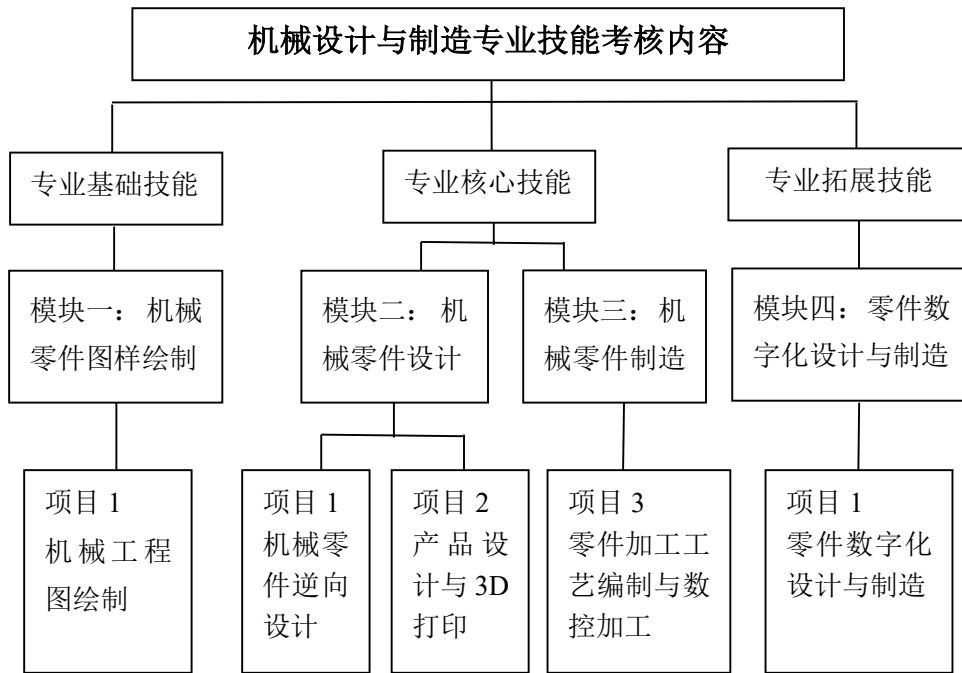 机械设计与制造专业技能考核内容
专业基础技能
专业核心技能
专业拓展技能
模块一：机械
零件图样绘制
模块二：机
械零件设计
模块三：机
械零件制造
模块四：零件数
字化设计与制造
项目 1
机械工程
图绘制
项目 1
机械零
件逆向
设计
项目 2
产品设
计与 3D
打印
项目 3
零件加工工
艺编制与数
控加工
项目 1
零件数字化
设计与制造